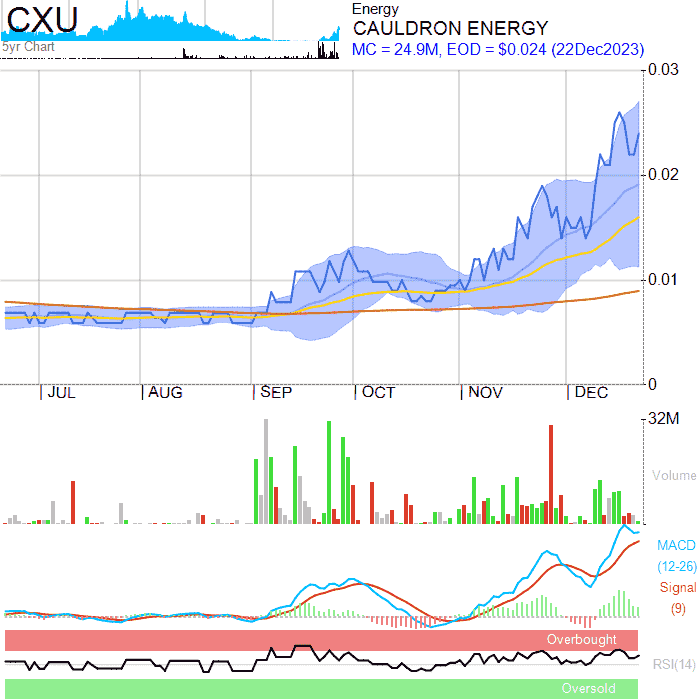 CXU
5yr Chart
Energy
CAULDRON ENERGY
MC = 24.9M, EOD = $0.024 (22Dec2023)
0.03
0.02
0.01
0
JUL AUG SEP OCT NOV DEC
32M
Volume
MACD
(12-26)
Signal
(9)
Overbought
RSI(14)
Oversold